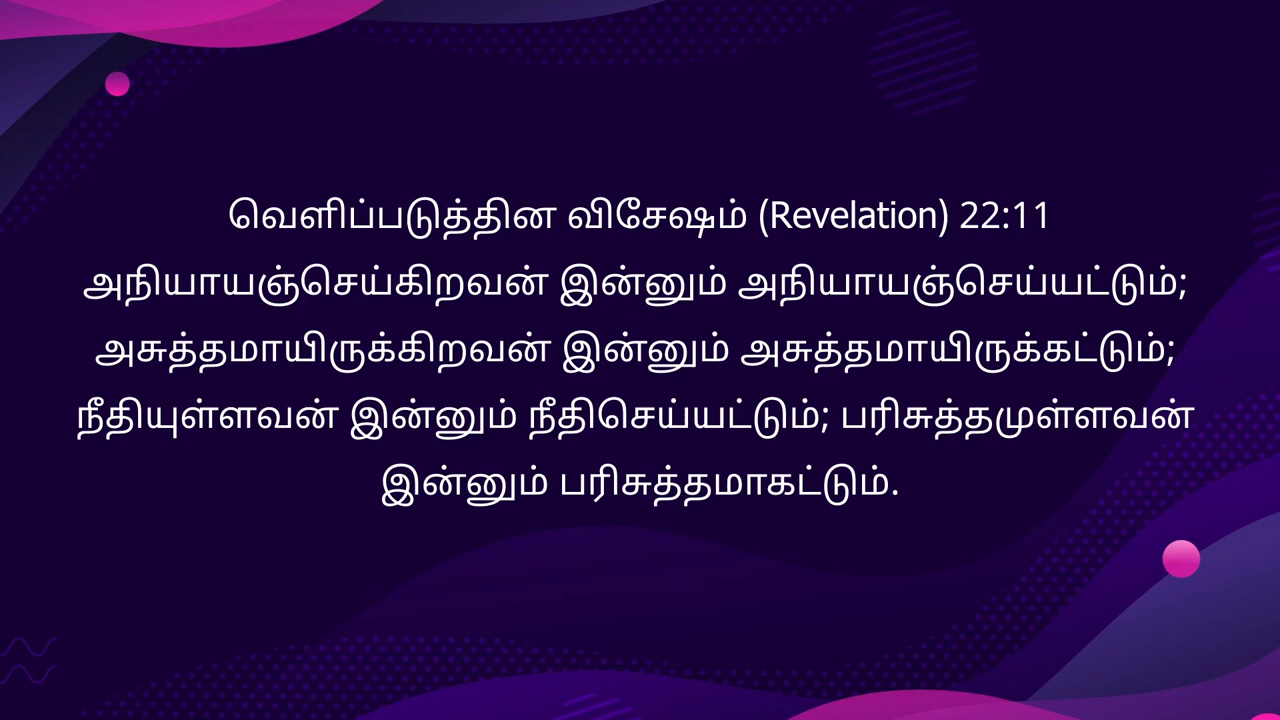 வெளிப்படுத்தின விசேஷம் (Revelation) 22:11
அநியாயஞ்செய்கிறவன் இன்னும் அநியாயஞ்செய்யட்டும்;
அசுத்தமாயிருக்கிறவன் இன்னும் அசுத்தமாயிருக்கட்டும்;
நீதியுள்ளவன் இன்னும் நீதிசெய்யட்டும்; பரிசுத்தமுள்ளவன்
இன்னும் பரிசுத்தமாகட்டும்.